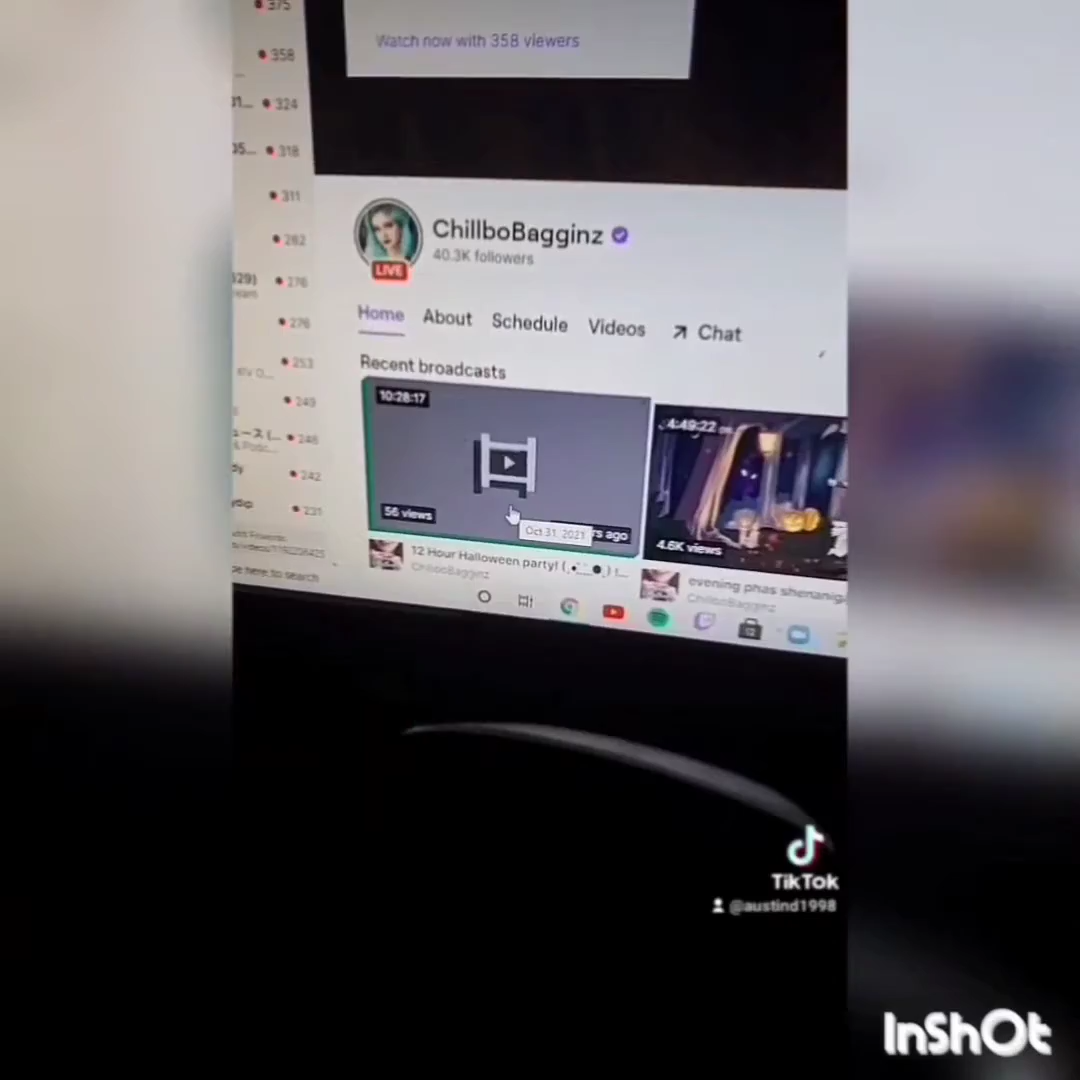 375
Watch now with 358 viewers
358
324
318
311
282
276
276
253
249
246
242
231
ChillboBagginz
40.3K followers
LIVE
Home About Schedule Videos Chat
Recent broadcasts
10:28:17
4:49:22
56 views
Oct 31, 2021
rs ago
4.6K views
12 Hour Halloween party!
ChilboBagginz
evening phas shenanig
ChilboBagginz
here to search
TikTok
@austind1998
InShOt